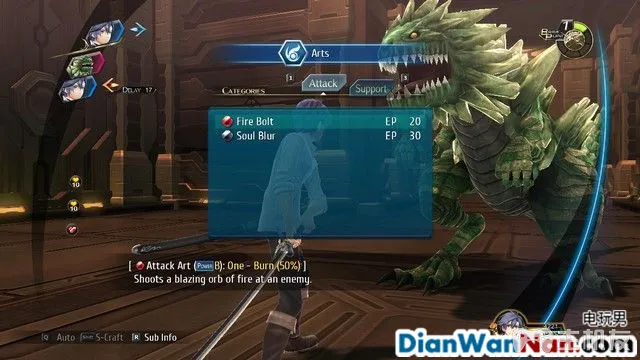 Arts
DELAY 17
CATEGORIES
1 Attack Support 3
Fire Bolt EP 20
Soul Blur EP 30
10
10
[ Attack Art (Power B): One - Burn (50%) ]
Shoots a blazing orb of fire at an enemy.
Auto S-Craft R Sub Info
电玩男
DianWanNan.com